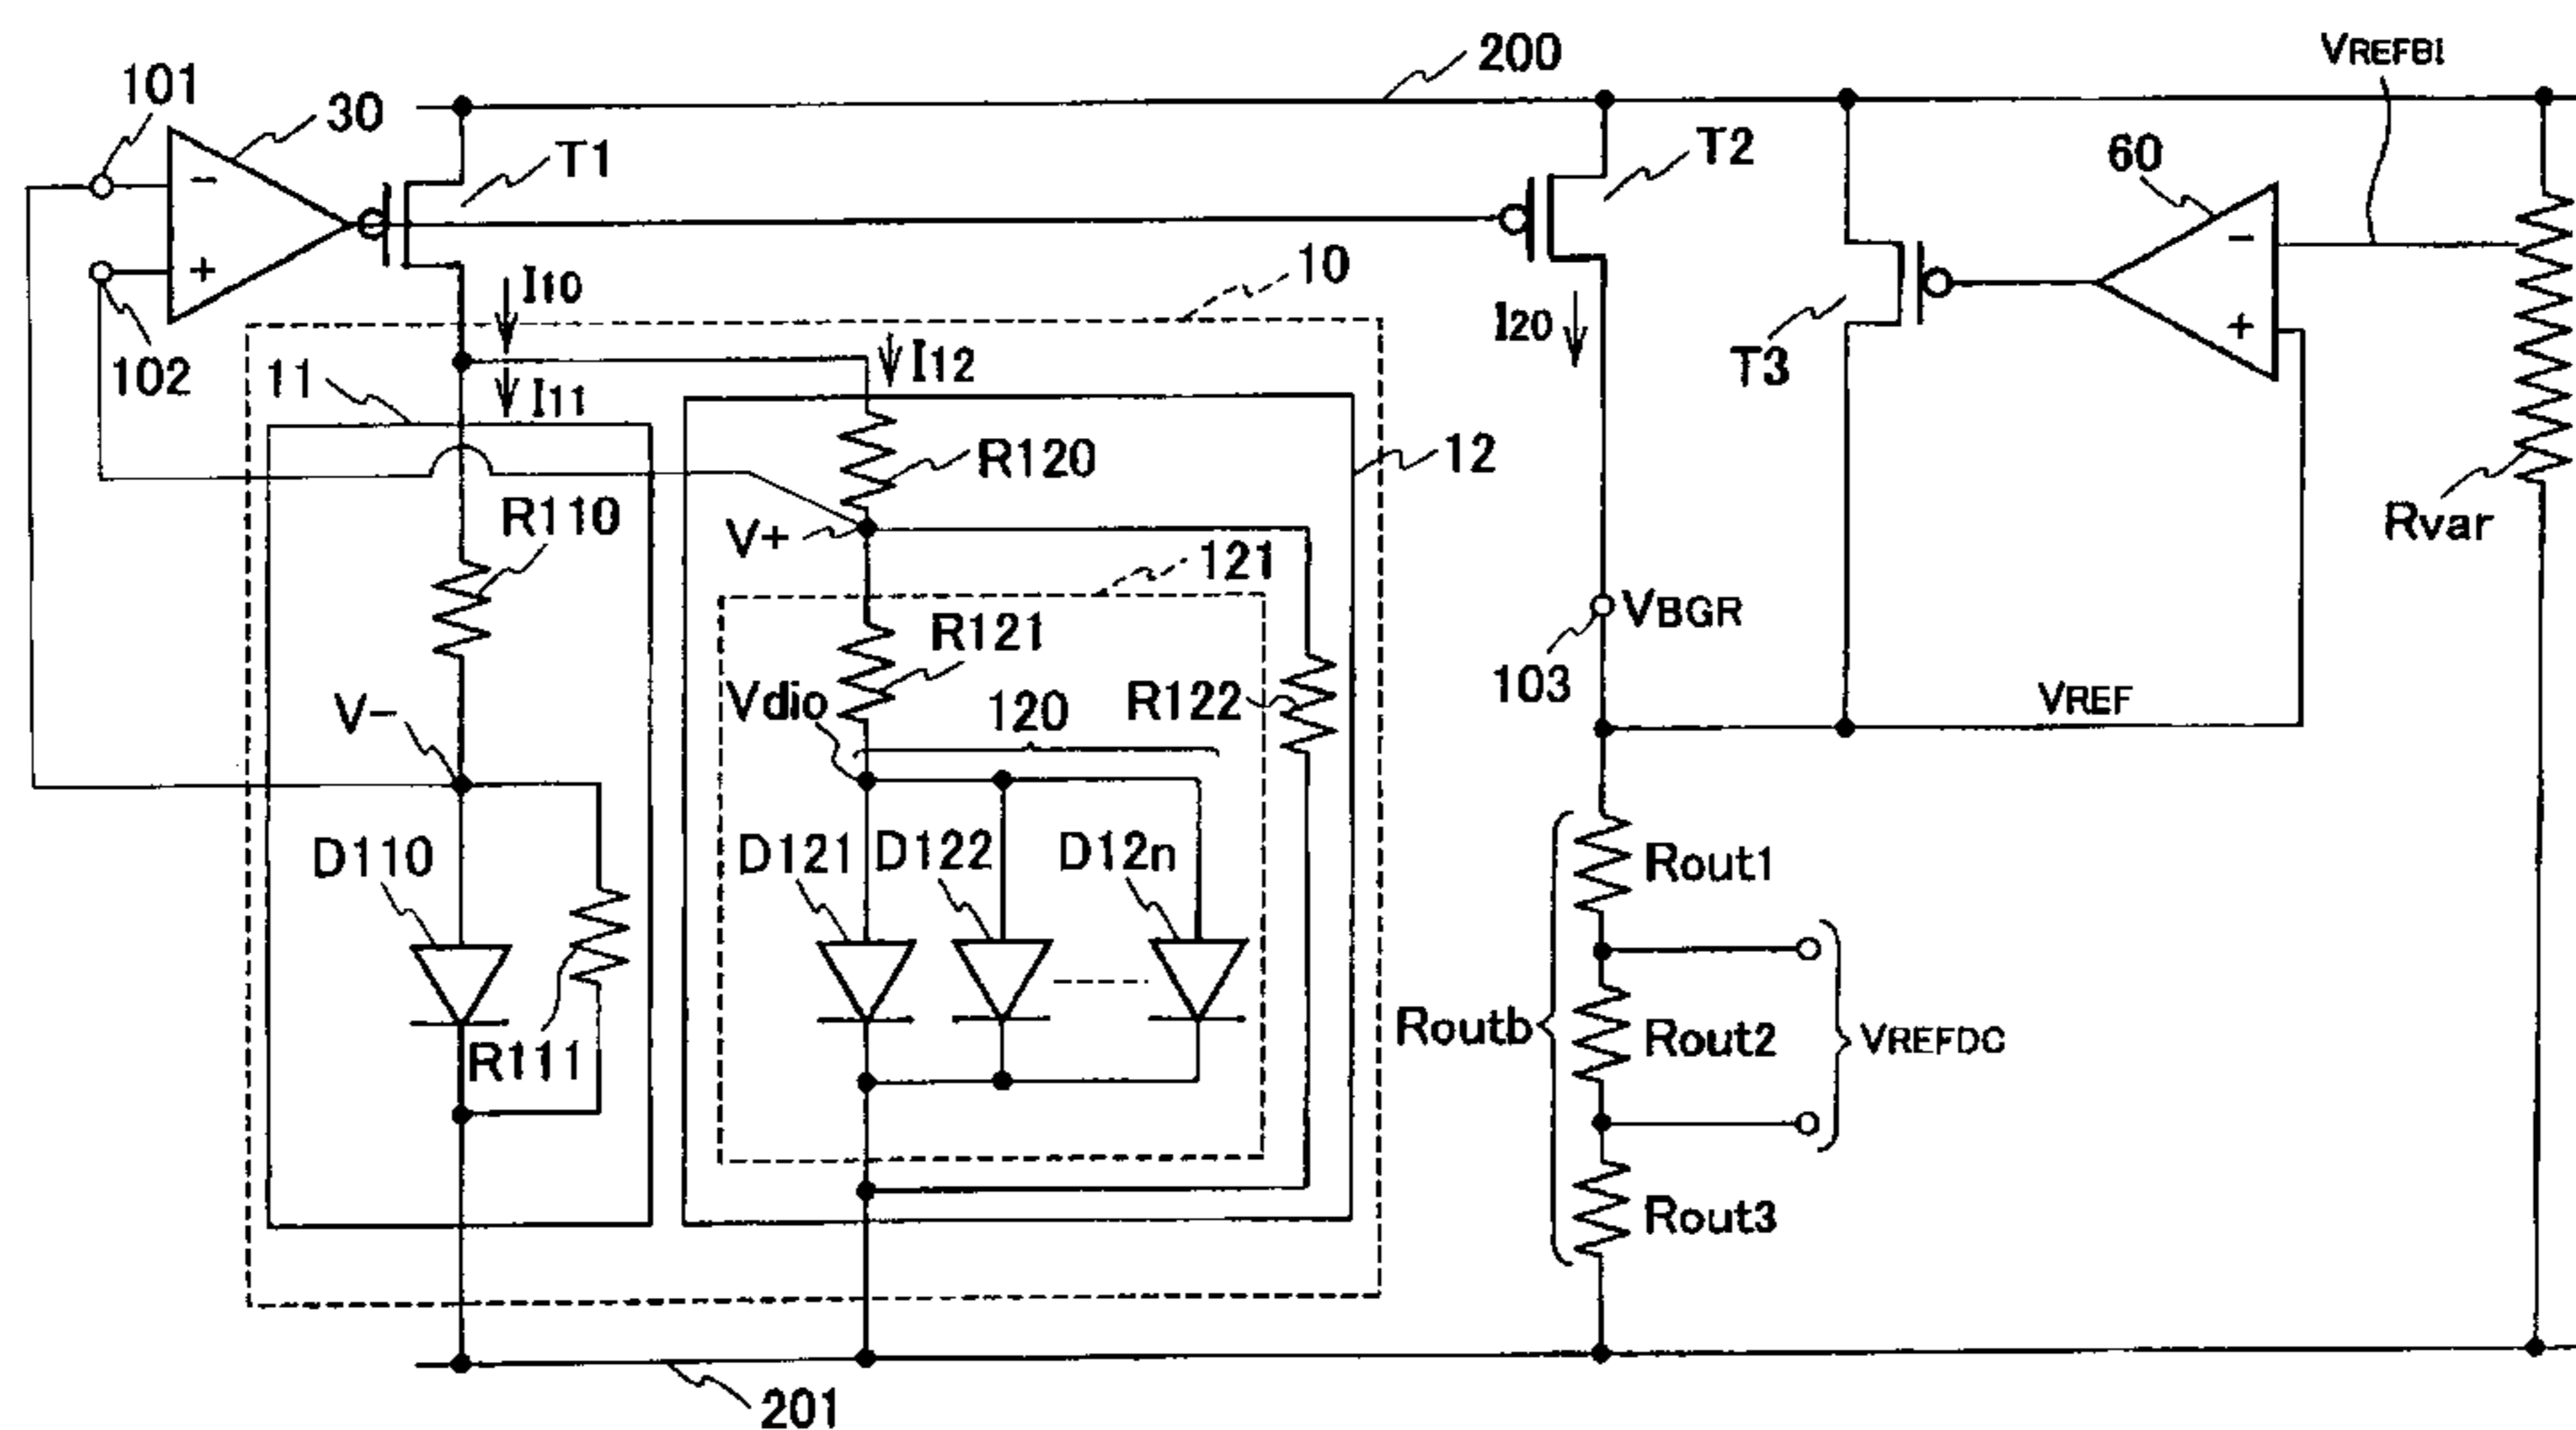 200
VREFBI
101
30
T1
T2
60
-
-
+
+
10
I10
I20
T3
102
11
I12
I11
12
R120
Rvar
R110
V+
121
R121
VBGR
103
V-
Vdio
120
R122
VREF
D110
D121
D122
D12n
Rout1
R111
Routb
Rout2
VREFDC
Rout3
201